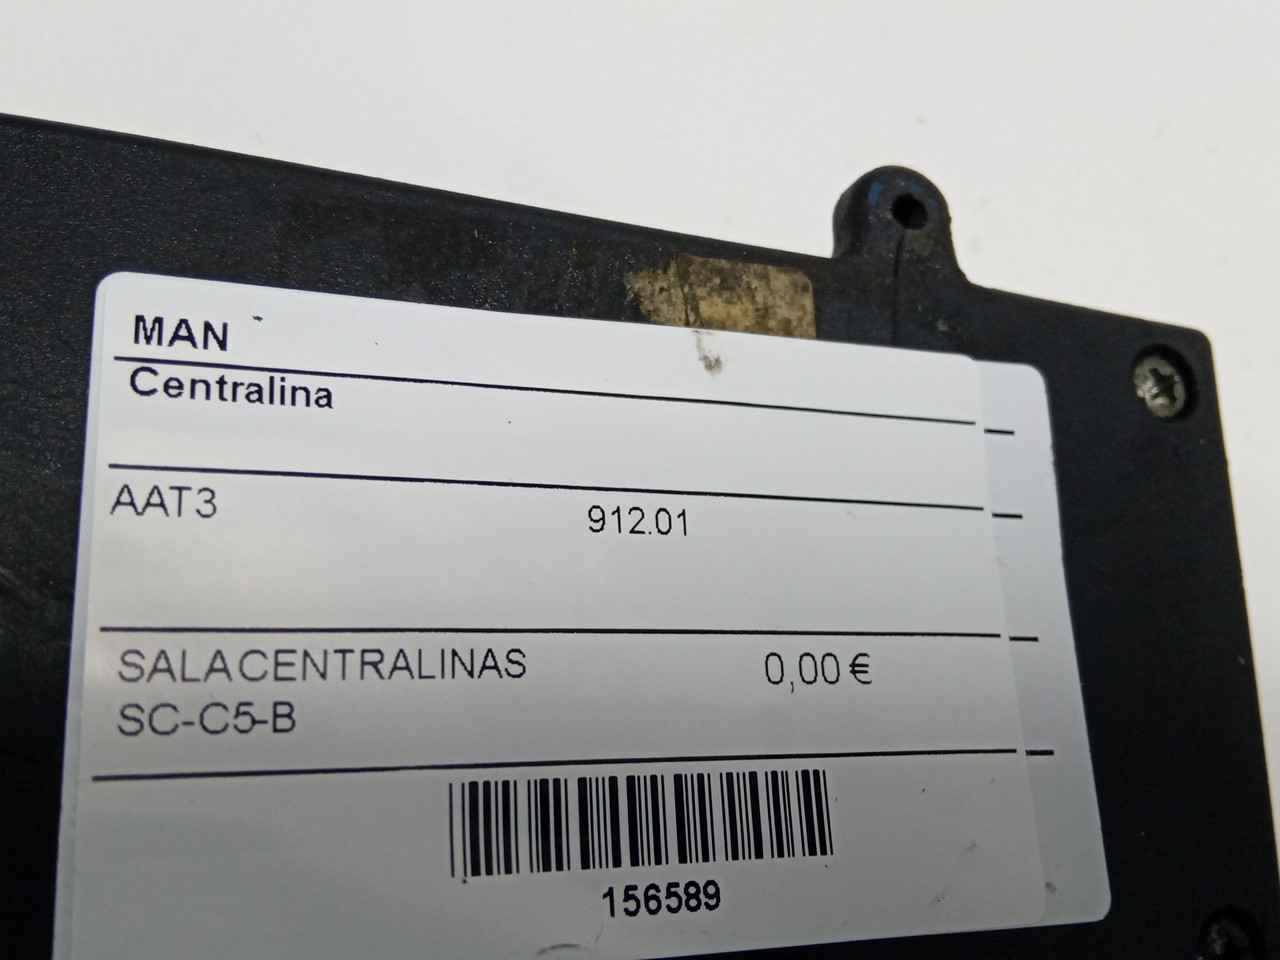 MAN
Centralina
AAT3 912.01
SALACENTRALINAS 0,00 €
SC-C5-B
156589